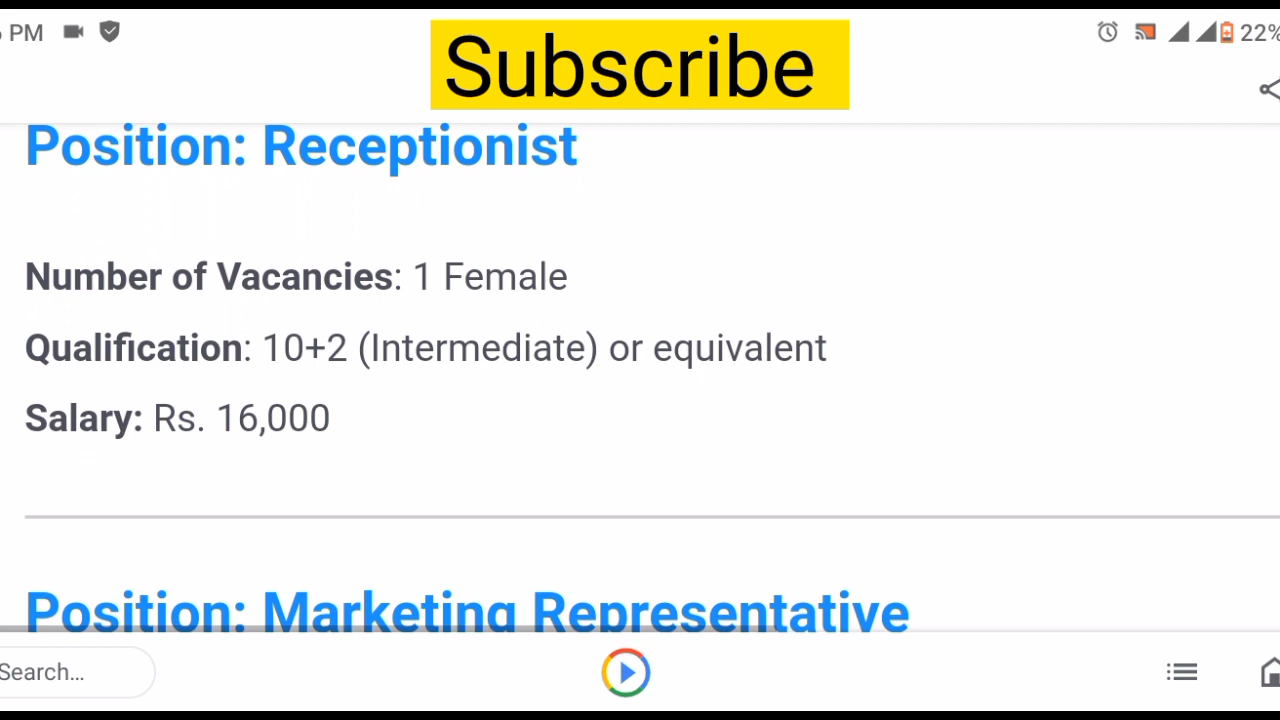 PM
22%
Subscribe
Position: Receptionist
Number of Vacancies: 1 Female
Qualification: 10+2 (Intermediate) or equivalent
Salary: Rs. 16,000
Position: Marketing Representative
Search...